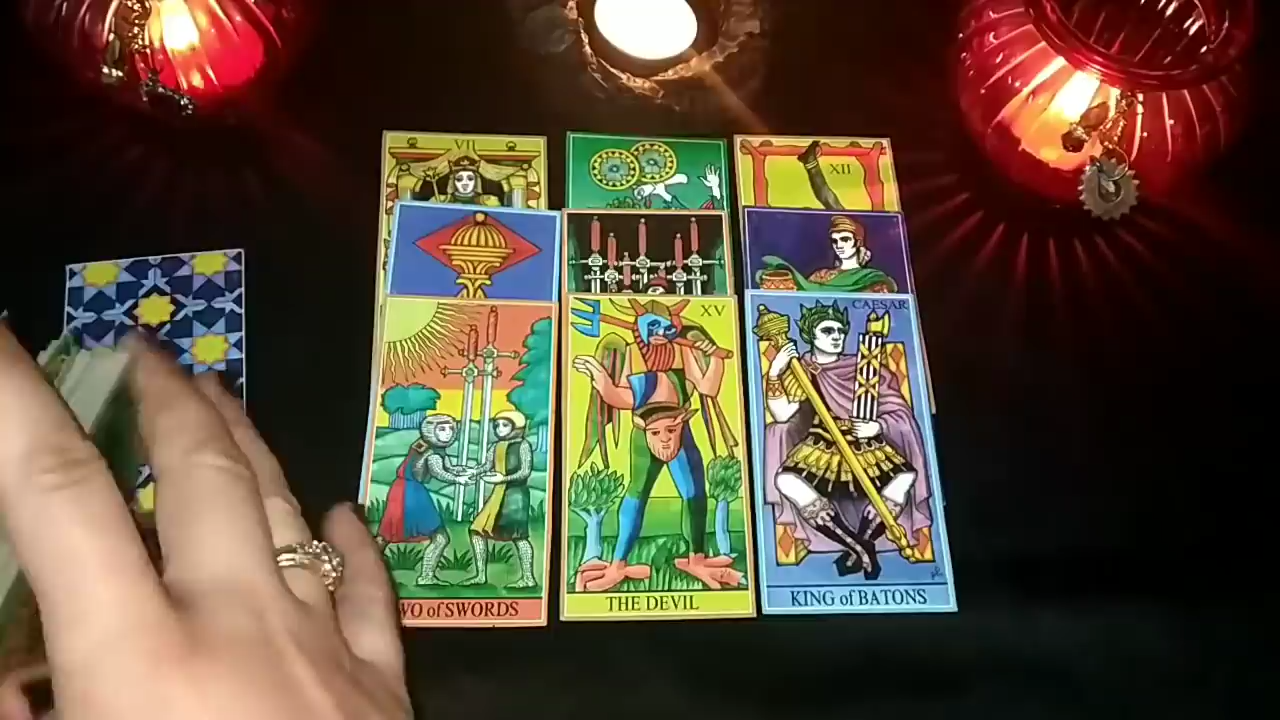 VII
XII
XV
CAESAR
WO of SWORDS
THE DEVIL
KING of BATONS